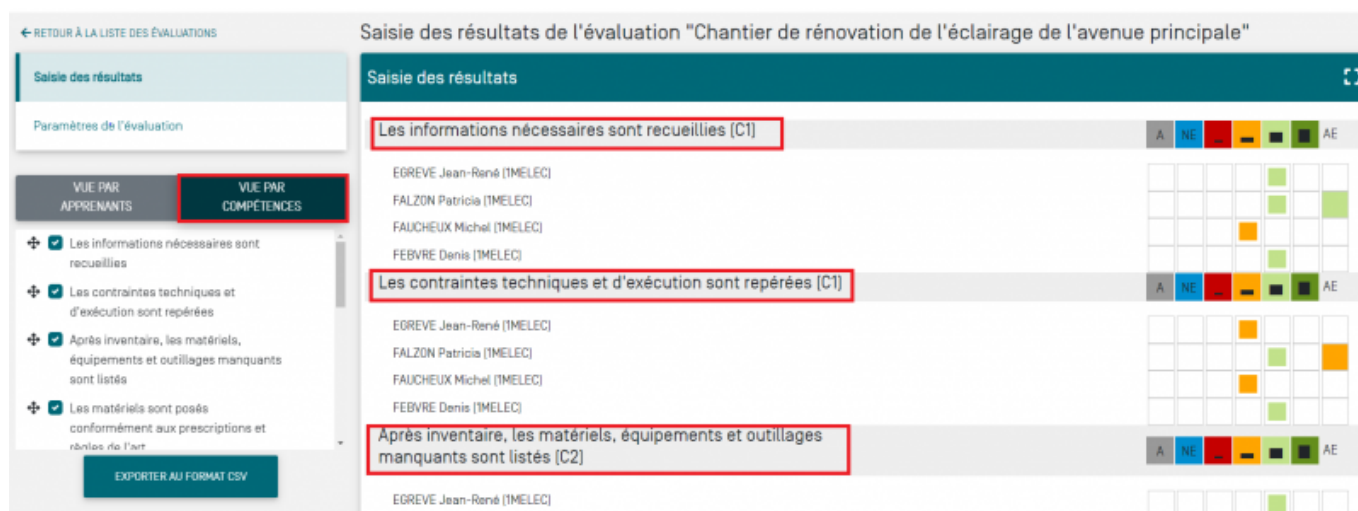 ← RETOUR À LA LISTE DES ÉVALUATIONS
Saisie des résultats de l'évaluation "Chantier de rénovation de l'éclairage de l'avenue principale"
Saisie des résultats
Paramètres de l'évaluation
VUE PAR
APPRENANTS
VUE PAR
COMPÉTENCES
Les informations nécessaires sont
recueillies
Les contraintes techniques et
d'exécution sont repérées
Après inventaire, les matériels,
équipements et outillages manquants
sont listés
Les matériels sont posés
conformément aux prescriptions et
règles de l'art
EXPORTER AU FORMAT CSV
Saisie des résultats
Les informations nécessaires sont recueillies (C1)
A NE AE
EGREVE Jean-René (1MELEC)
FALZON Patricia (1MELEC)
FAUCHEUX Michel (1MELEC)
FEBVRE Denis (1MELEC)
Les contraintes techniques et d'exécution sont repérées (C1)
A NE AE
EGREVE Jean-René (1MELEC)
FALZON Patricia (1MELEC)
FAUCHEUX Michel (1MELEC)
FEBVRE Denis (1MELEC)
Après inventaire, les matériels, équipements et outillages
manquants sont listés (C2)
A NE AE
EGREVE Jean-René (1MELEC)